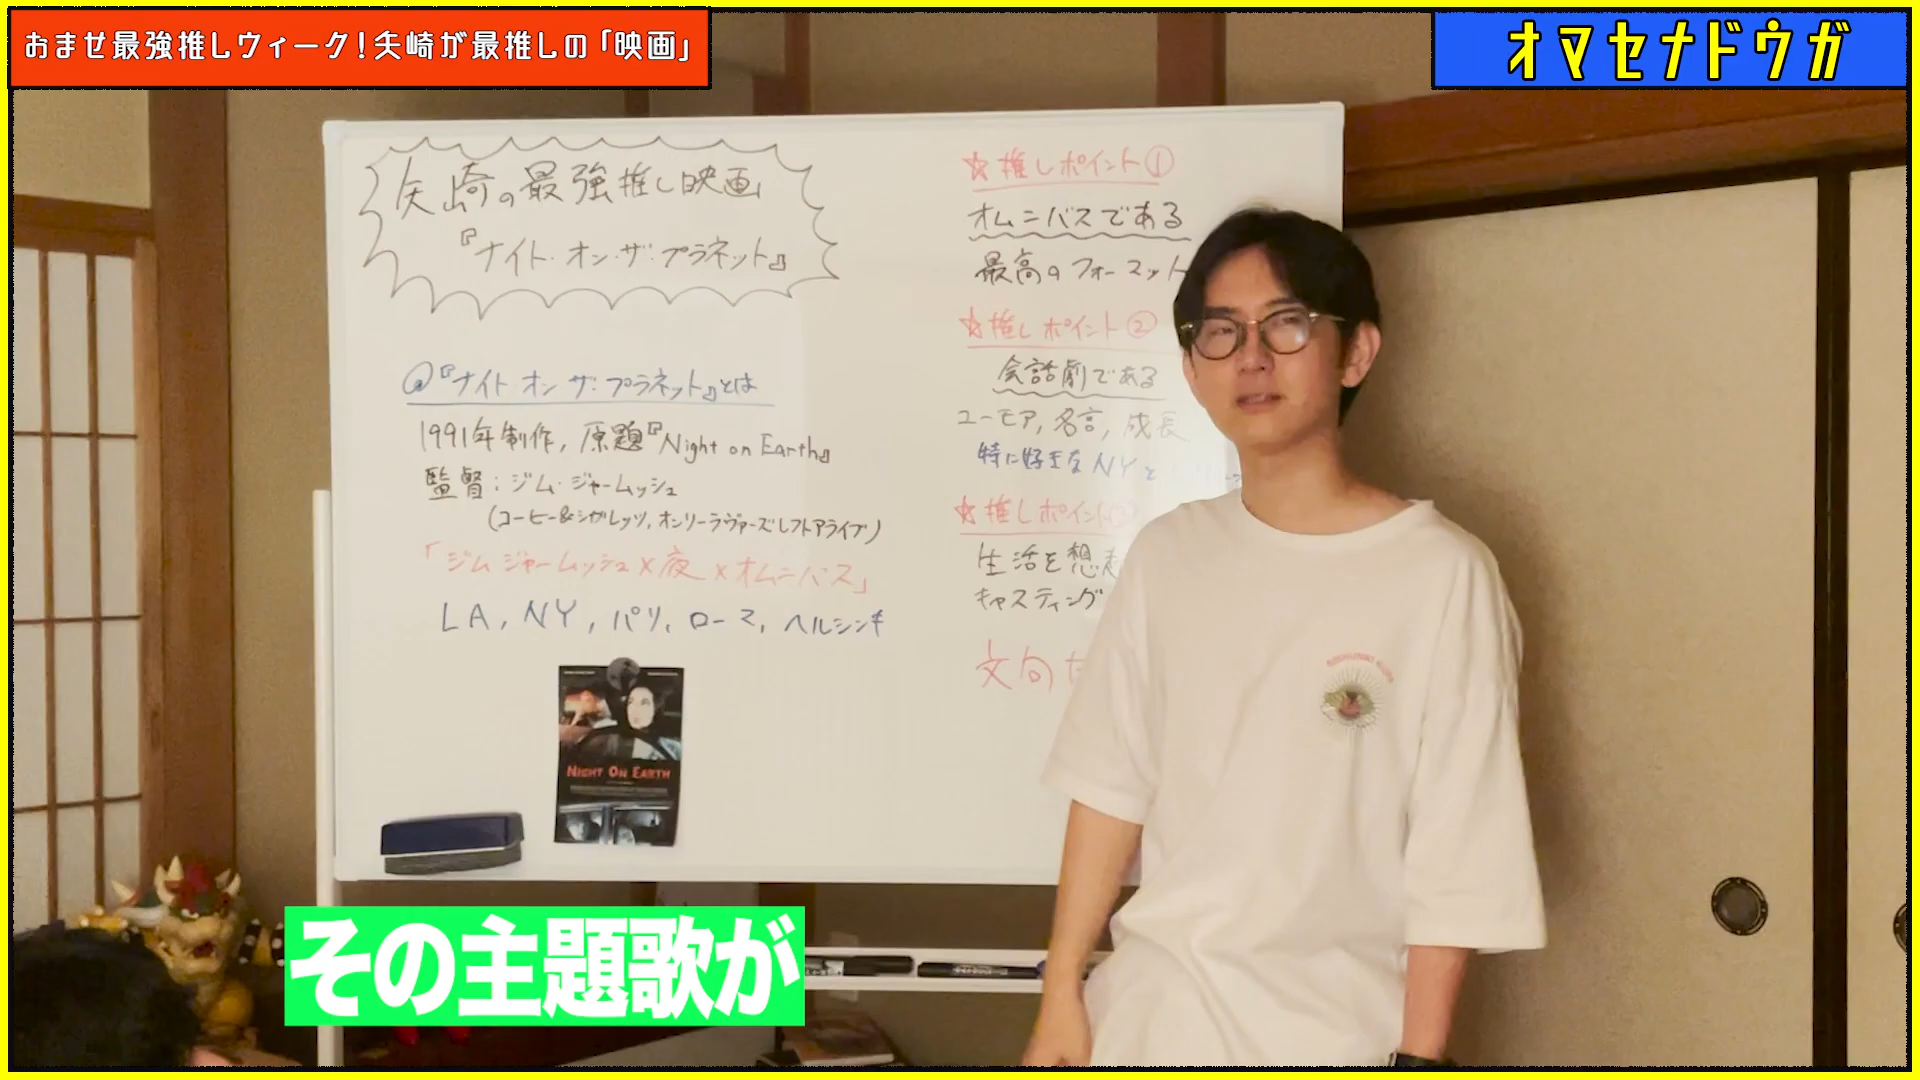 おませ最強推しウィーク!矢崎が最推しの「映画」
オマセナドウガ
矢崎の最強推し映画
『ナイト・オン・ザ・プラネット』
『ナイト オン ザ・プラネット』とは
1991年制作, 原題『Night on Earth』
監督:ジム・ジャームッシュ
(コーヒー&シガレッツ, オンリーラヴァーズレフトアライブ)
「ジム ジャームッシュ×夜×オムニバス」
LA, NY, パリ, ローマ, ヘルシンキ
NIGHT ON EARTH
☆推しポイント①
オムニバスである
最高のフォーマット
☆推しポイント②
会話劇である
ユーモア, 名言, 成長
特に好きなNYと
☆推しポイント
生活を想
キャスティング
文句
その主題歌が